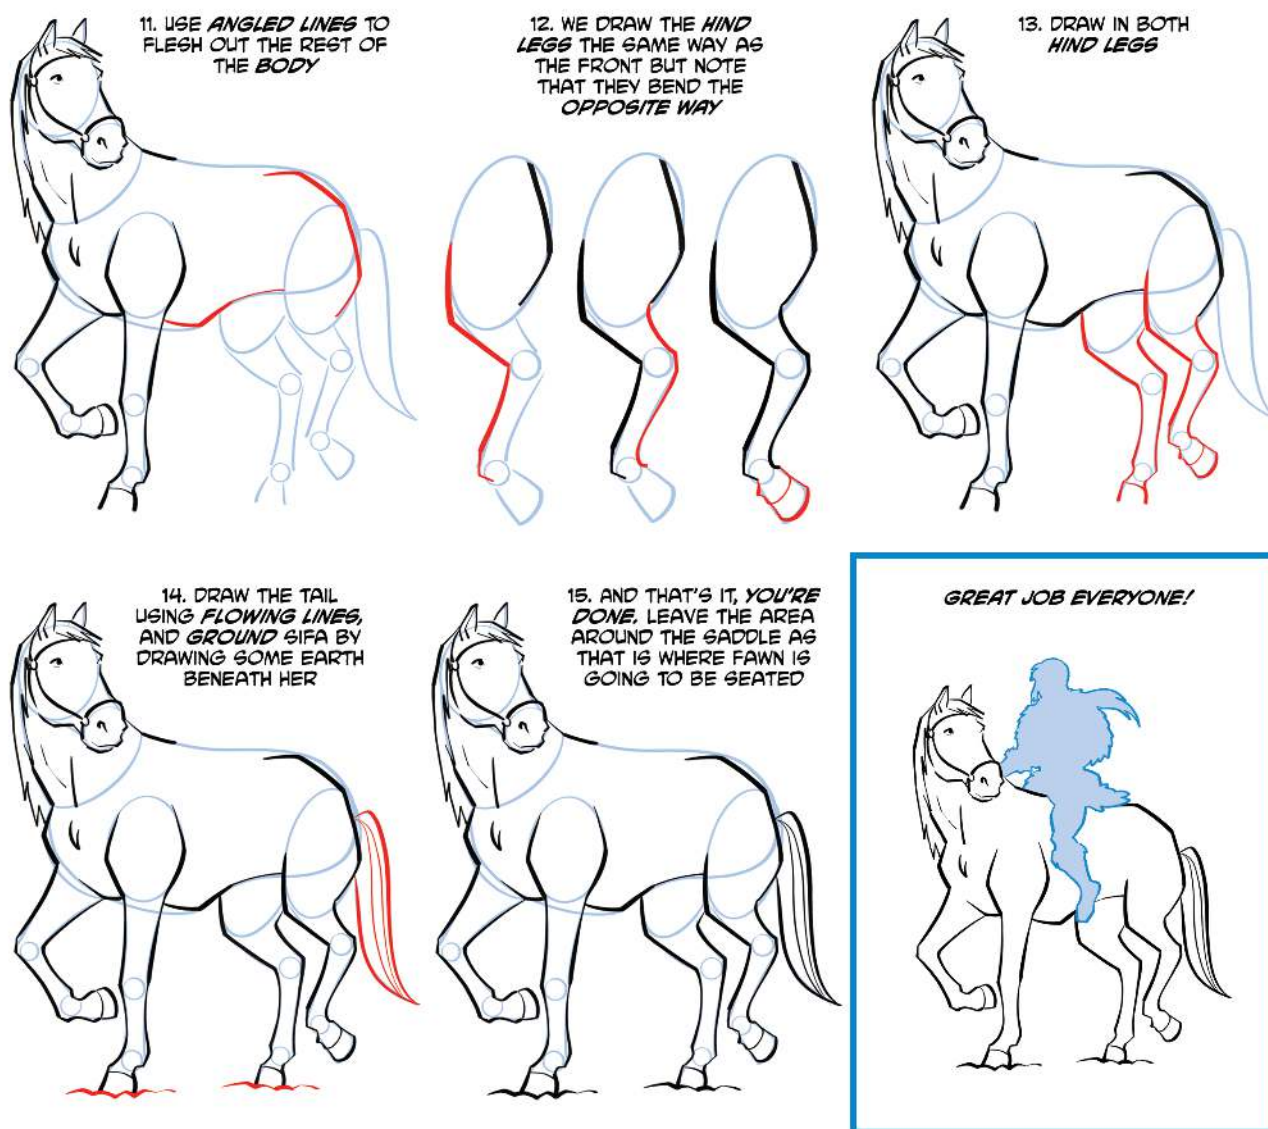 11. USE ANGLED LINES TO
FLESH OUT THE REST OF
THE BODY
12. WE DRAW THE HIND
LEGS THE SAME WAY AS
THE FRONT BUT NOTE
THAT THEY BEND THE
OPPOSITE WAY
13. DRAW IN BOTH
HIND LEGS
14. DRAW THE TAIL
USING FLOWING LINES,
AND GROUND SIFA BY
DRAWING SOME EARTH
BENEATH HER
15. AND THAT'S IT, YOU'RE
DONE. LEAVE THE AREA
AROUND THE SADDLE AS
THAT IS WHERE FAWN IS
GOING TO BE SEATED
GREAT JOB EVERYONE!